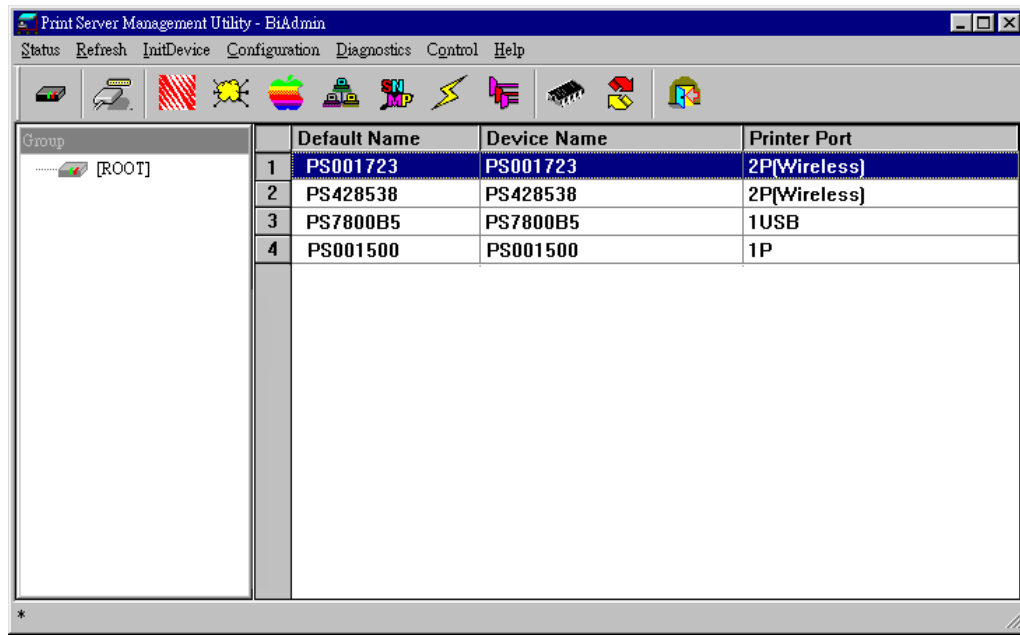 Print Server Management Utility - BiAdmin
Status Refresh InitDevice Configuration Diagnostics Control Help
SN
MP
Group
[ROOT]
Default Name Device Name Printer Port
1 PS001723 PS001723 2P(Wireless)
2 PS428538 PS428538 2P(Wireless)
3 PS7800B5 PS7800B5 1USB
4 PS001500 PS001500 1P
*